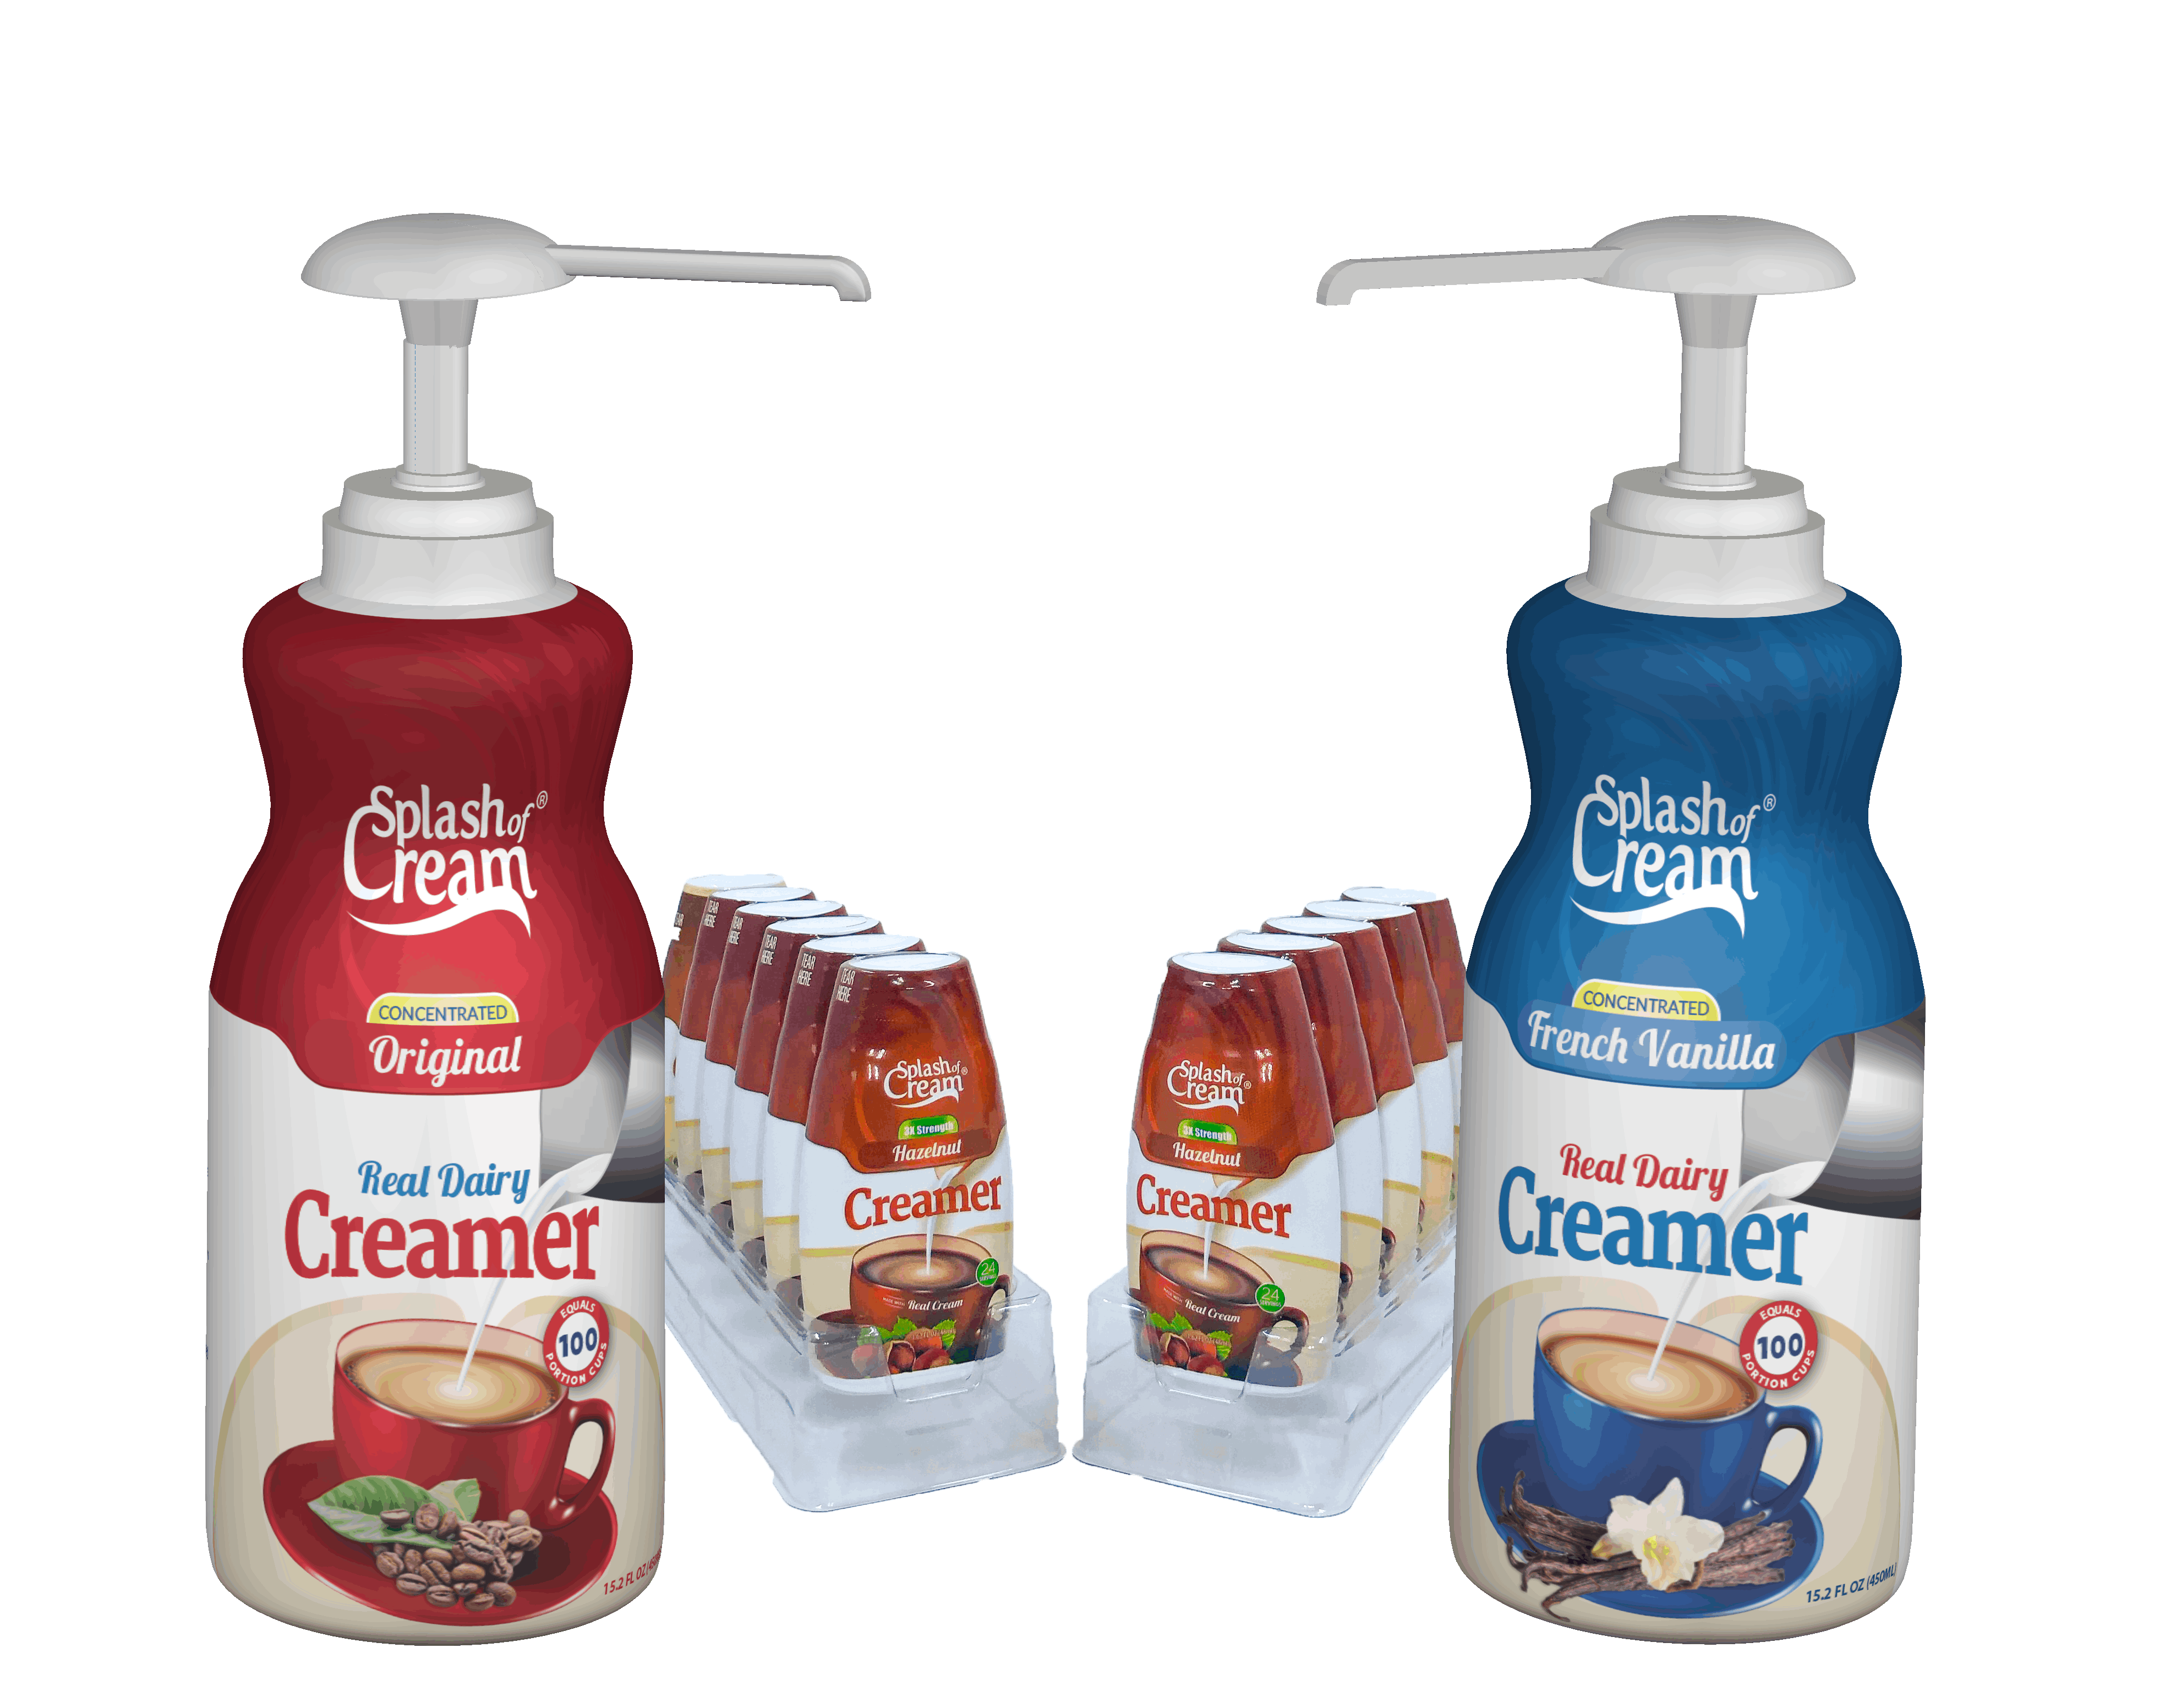 Splash of®
Cream
CONCENTRATED
Original
Real Dairy
Creamer
EQUALS
100
PORTION CUPS
15.2 FL OZ
TEAR
HERE
TEAR
HERE
TEAR
HERE
TEAR
HERE
TEAR
HERE
Splash of
Cream®
3X Strength
Hazelnut
Creamer
24
Real Cream
Splash of
Cream®
3X Strength
Hazelnut
Creamer
24
Real Cream
Splash of®
Cream
CONCENTRATED
French Vanilla
Real Dairy
Creamer
EQUALS
100
PORTION CUPS
15.2 FL OZ (450ML)